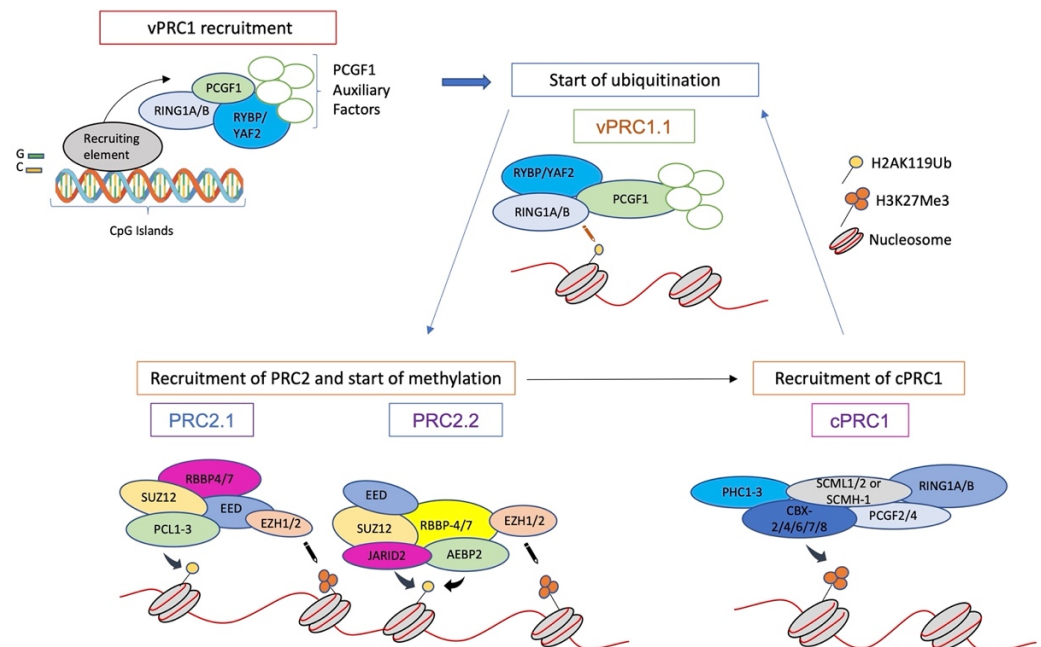 vPRC1 recruitment
PCGF1
RING1A/B
RYBP/
YAF2
PCGF1
Auxiliary
Factors
Recruiting
element
G
C
CpG Islands
Start of ubiquitination
vPRC1.1
RYBP/YAF2
RING1A/B
PCGF1
H2AK119Ub
H3K27Me3
Nucleosome
Recruitment of PRC2 and start of methylation
PRC2.1
PRC2.2
RBBP4/7
SUZ12
EED
PCL1-3
EZH1/2
EED
SUZ12
RBBP-4/7
EZH1/2
JARID2
AEBP2
Recruitment of cPRC1
cPRC1
PHC1-3
SCML1/2 or
SCMH-1
RING1A/B
CBX-
2/4/6/7/8
PCGF2/4